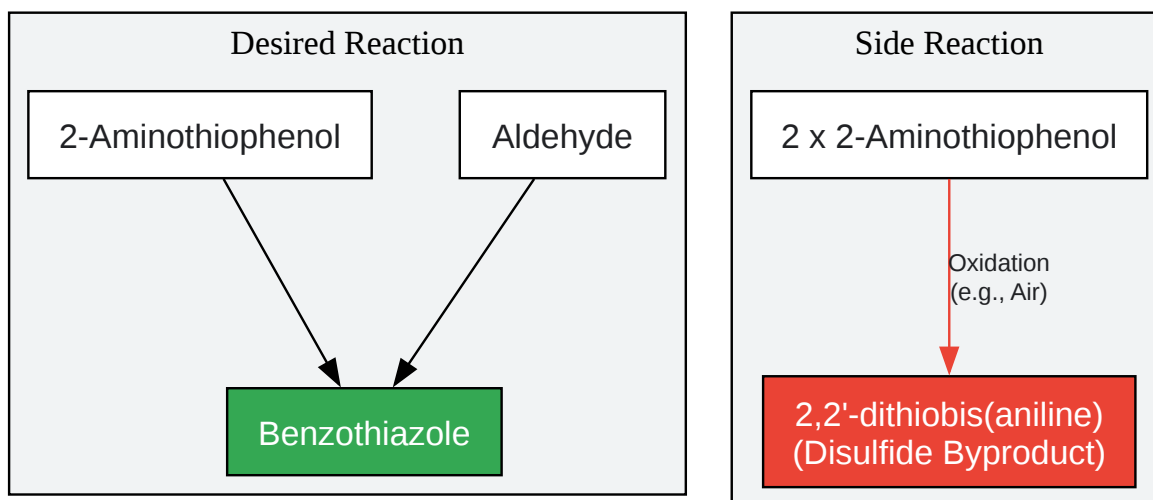 Desired Reaction
2-Aminothiophenol
Aldehyde
Benzothiazole
Side Reaction
2 x 2-Aminothiophenol
Oxidation
(e.g., Air)
2,2'-dithiobis(aniline)
(Disulfide Byproduct)